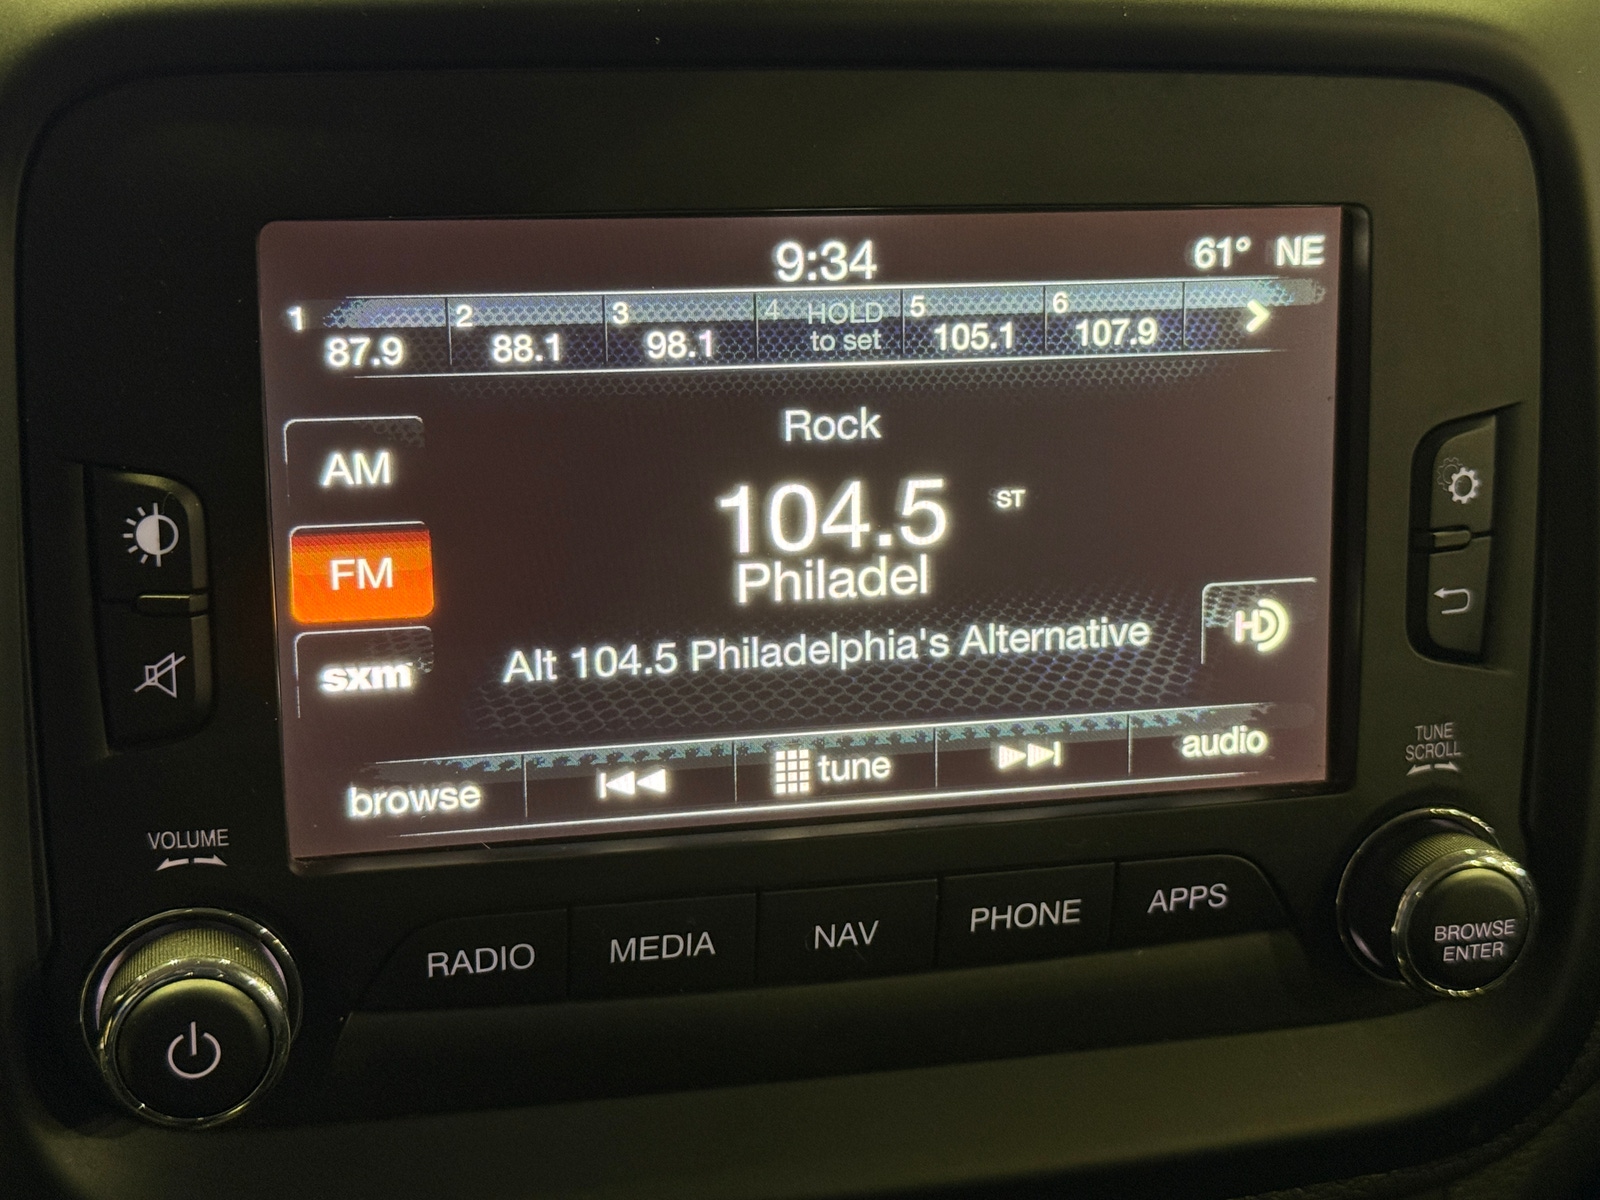 9:34
61° NE
1 87.9
2 88.1
3 98.1
4 HOLD to set
5 105.1
6 107.9
Rock
AM
104.5 ST
FM
Philadel
HD
Alt 104.5 Philadelphia's Alternative
sxm
browse
tune
audio
TUNE
SCROLL
VOLUME
RADIO
MEDIA
NAV
PHONE
APPS
BROWSE
ENTER